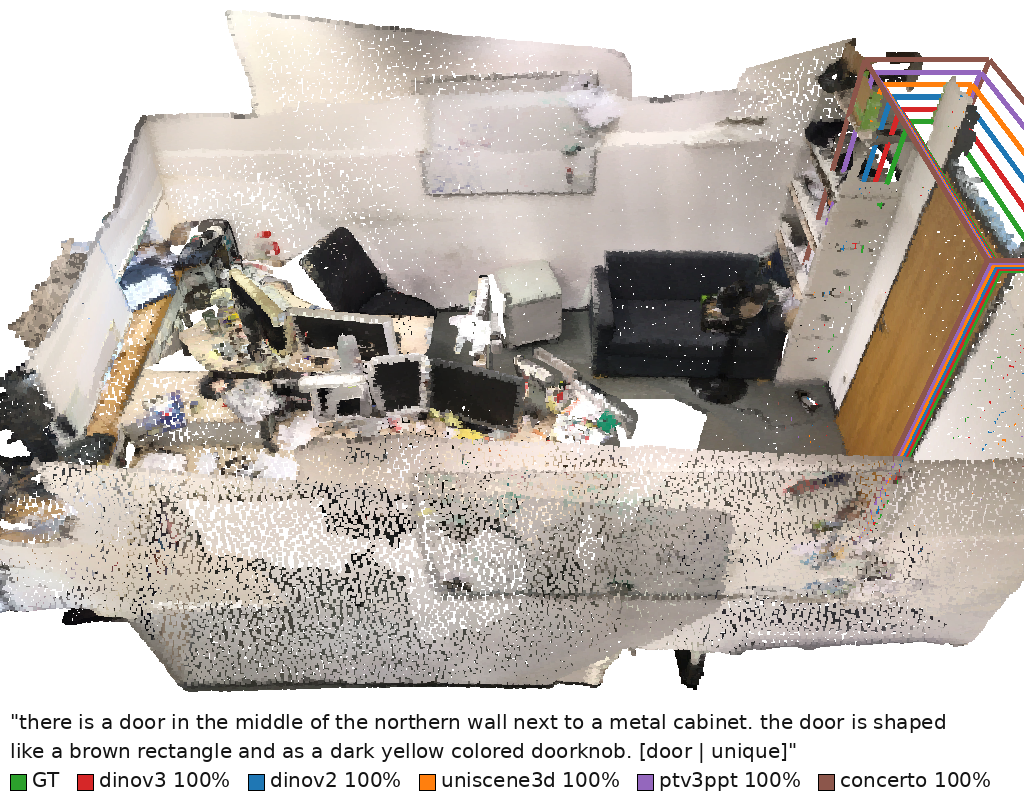 "there is a door in the middle of the northern wall next to a metal cabinet. the door is shaped
like a brown rectangle and as a dark yellow colored doorknob. [door | unique]"
GT dinov3 100% dinov2 100% uniscene3d 100% ptv3ppt 100% concerto 100%